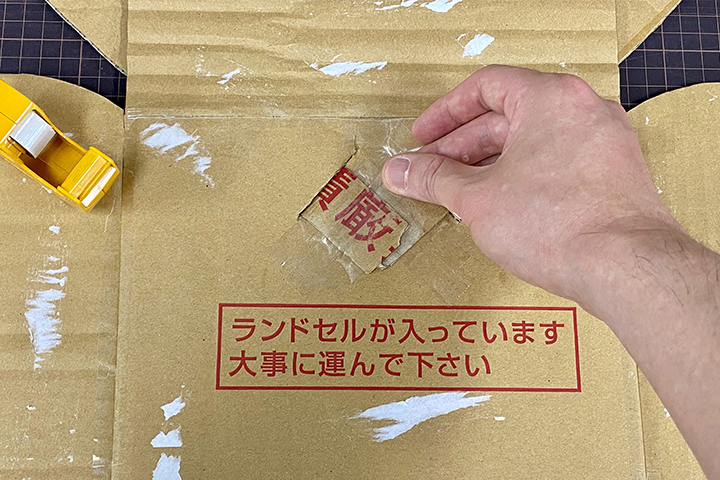 厳
ランドセルが入っています
大事に運んで下さい